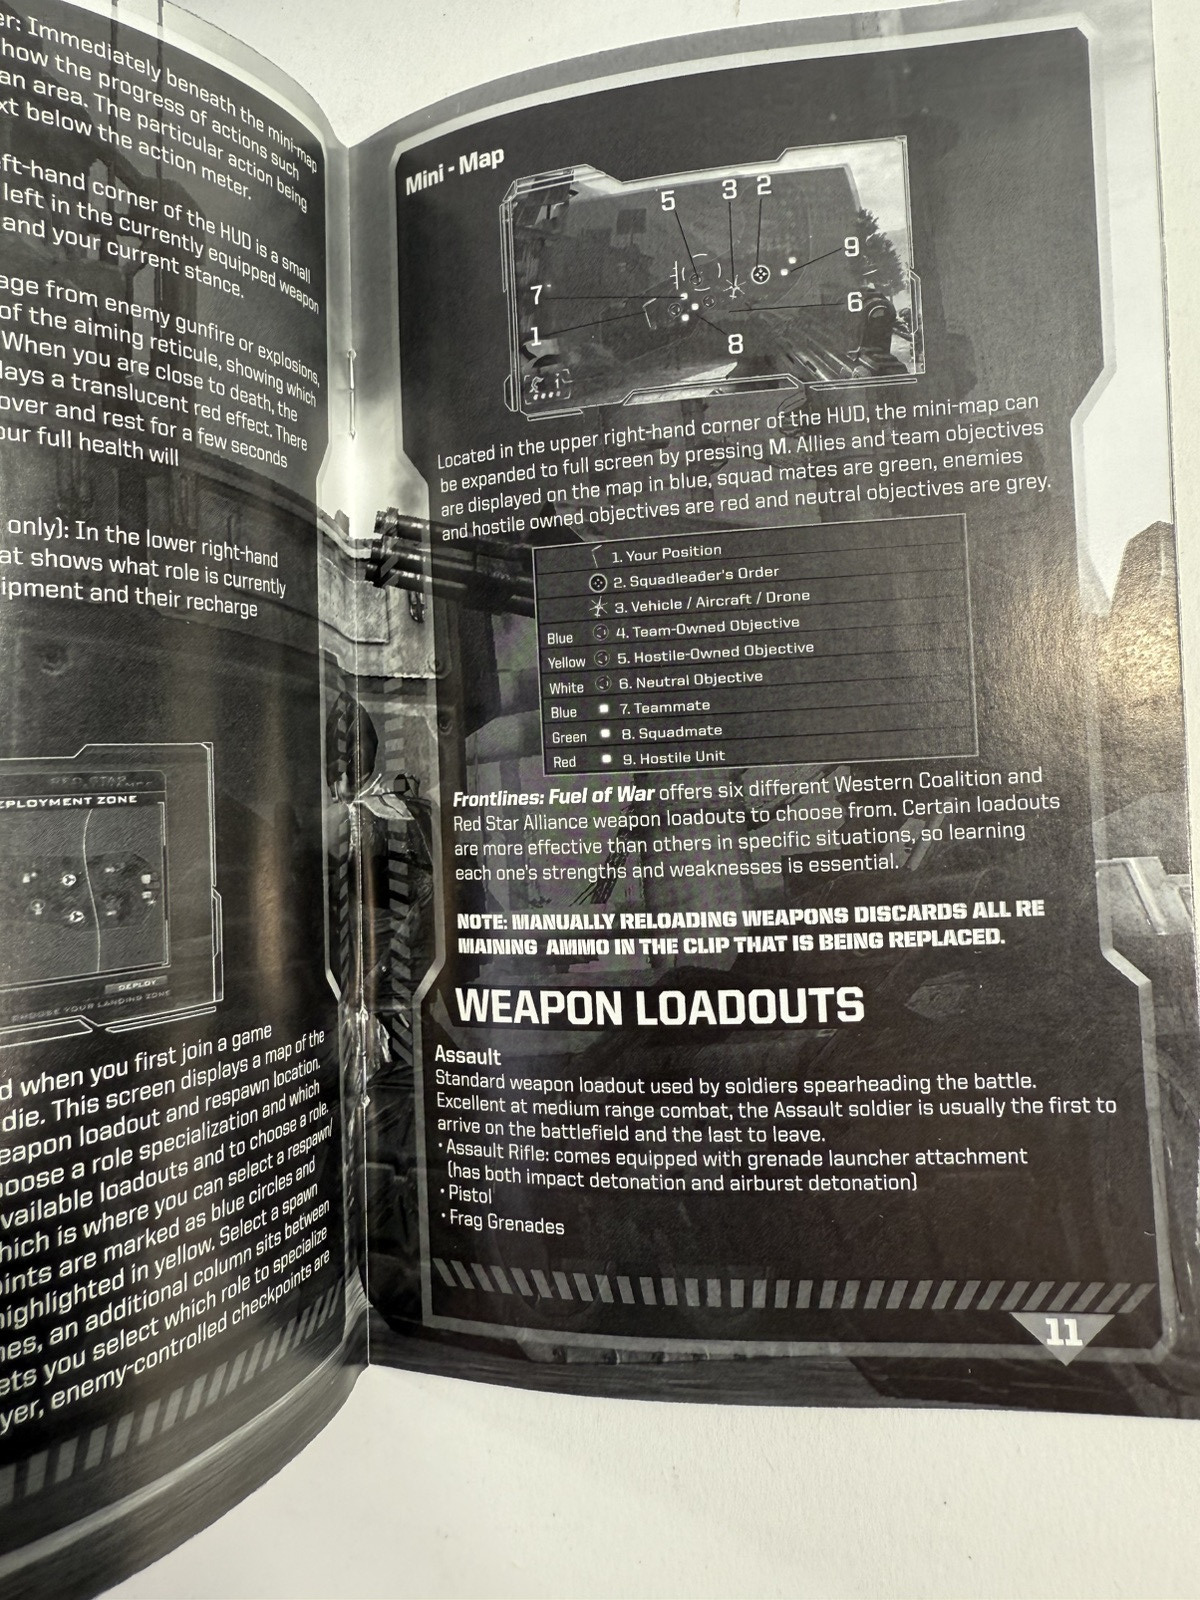 er: Immediately beneath the mini-map
how the progress of actions such
an area. The particular action being
xt below the action meter.
eft-hand corner of the HUD is a small
left in the currently equipped weapon
and your current stance.
age from enemy gunfire or explosions,
of the aiming reticule, showing which
When you are close to death, the
lays a translucent red effect. There
over and rest for a few seconds
our full health will
only): In the lower right-hand
at shows what role is currently
ipment and their recharge
RED STAR
EPLOYMENT ZONE
DEPLOY
CHOOSE YOUR LANDING ZONE
d when you first join a game
die. This screen displays a map of the
eapon loadout and respawn location.
oose a role specialization and which
vailable loadouts and to choose a role.
hich is where you can select a respawn/
oints are marked as blue circles and
highlighted in yellow. Select a spawn
nes, an additional column sits between
ets you select which role to specialize
yer, enemy-controlled checkpoints are
Mini - Map
5 3 2
9
7
6
1
8
Located in the upper right-hand corner of the HUD, the mini-map can
be expanded to full screen by pressing M. Allies and team objectives
are displayed on the map in blue, squad mates are green, enemies
and hostile owned objectives are red and neutral objectives are grey.
1. Your Position
2. Squadleader's Order
3. Vehicle / Aircraft / Drone
Blue 4. Team-Owned Objective
Yellow 5. Hostile-Owned Objective
White 6. Neutral Objective
Blue 7. Teammate
Green 8. Squadmate
Red 9. Hostile Unit
Frontlines: Fuel of War offers six different Western Coalition and
Red Star Alliance weapon loadouts to choose from. Certain loadouts
are more effective than others in specific situations, so learning
each one's strengths and weaknesses is essential.
NOTE: MANUALLY RELOADING WEAPONS DISCARDS ALL RE
MAINING AMMO IN THE CLIP THAT IS BEING REPLACED.
WEAPON LOADOUTS
Assault
Standard weapon loadout used by soldiers spearheading the battle.
Excellent at medium range combat, the Assault soldier is usually the first to
arrive on the battlefield and the last to leave.
• Assault Rifle: comes equipped with grenade launcher attachment
(has both impact detonation and airburst detonation)
• Pistol
• Frag Grenades
11